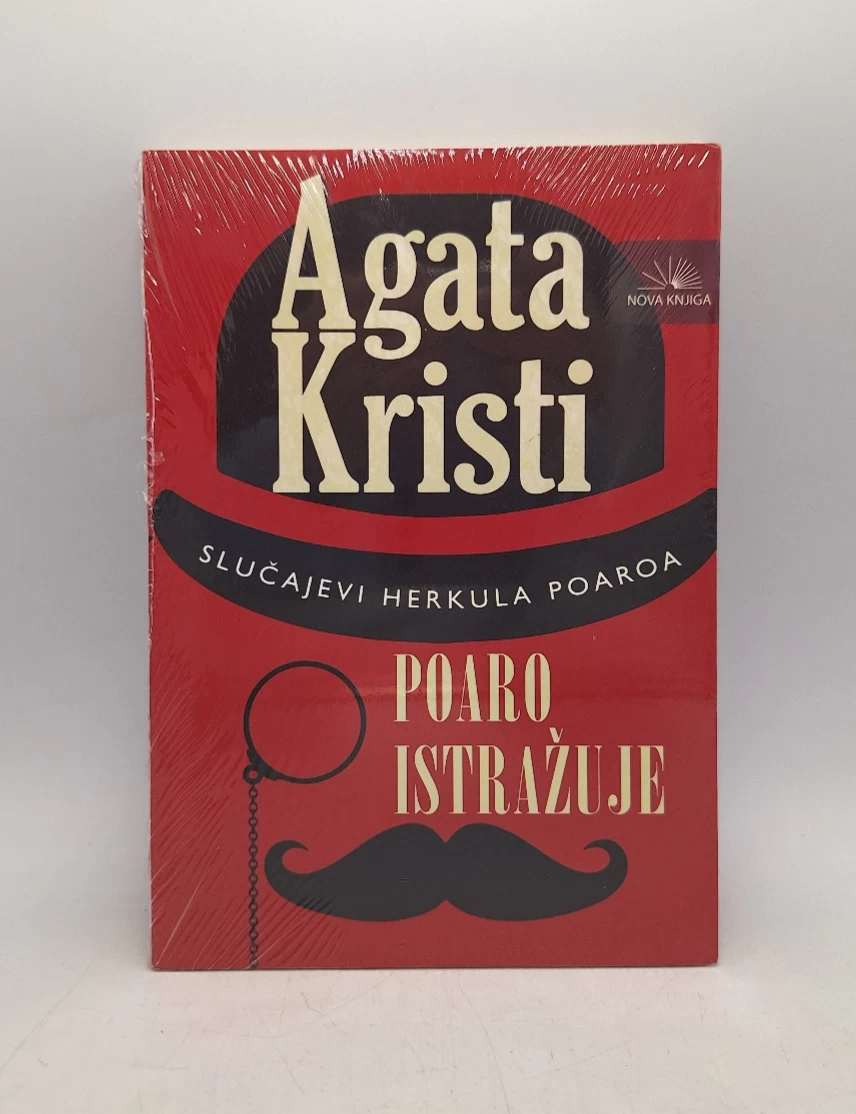 Agata
Kristi
NOVA KNJIGA
SLUČAJEVI HERKULA POAROA
POARO
ISTRAŽUJE